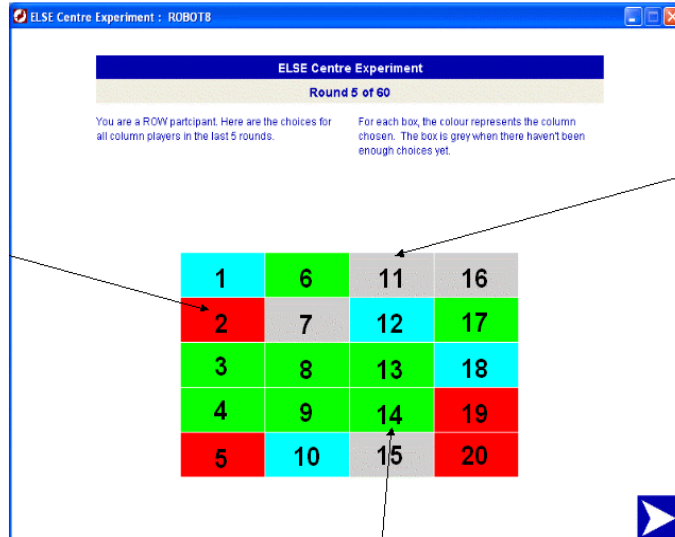 ELSE Centre Experiment : ROBOT8
ELSE Centre Experiment
Round 5 of 60
You are a ROW partcipant. Here are the choices for
all column players in the last 5 rounds.
For each box, the colour represents the column
chosen. The box is grey when there haven't been
enough choices yet.
1 6 11 16
2 7 12 17
3 8 13 18
4 9 14 19
5 10 15 20